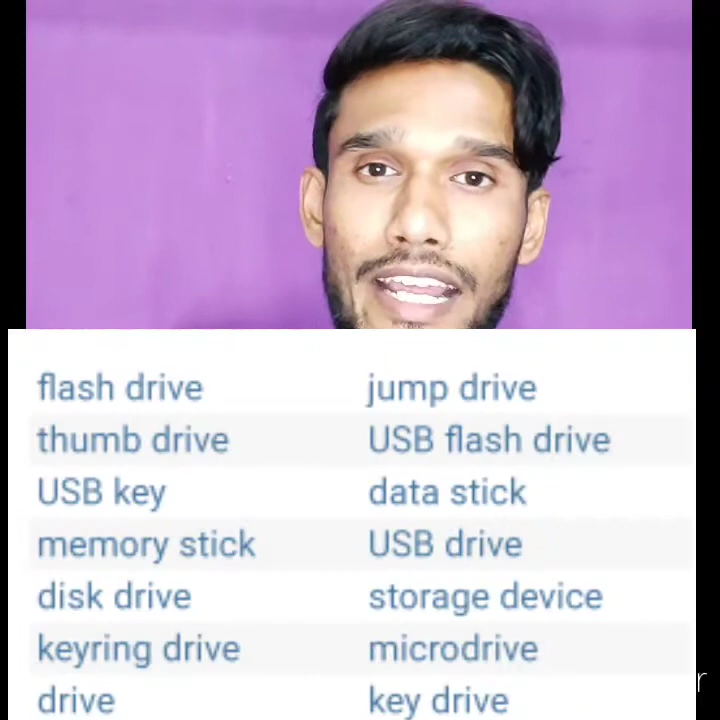 flash drive jump drive
thumb drive USB flash drive
USB key data stick
memory stick USB drive
disk drive storage device
keyring drive microdrive
r
drive key drive